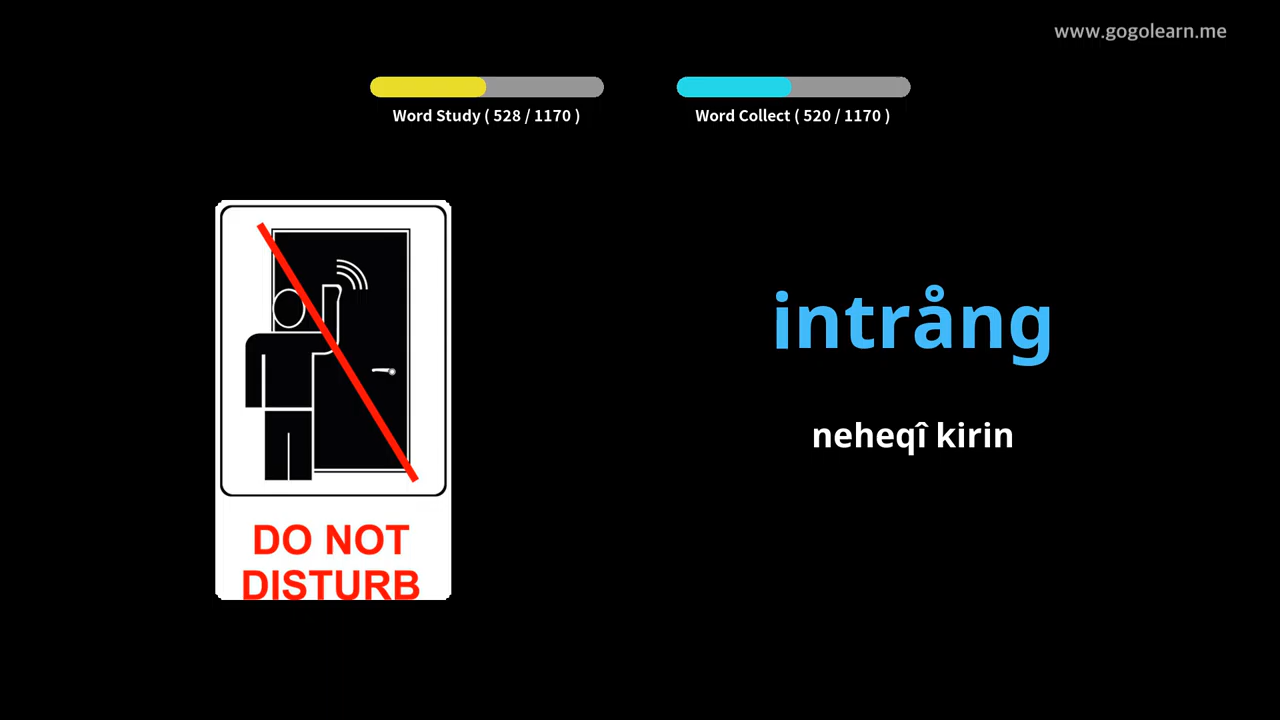 www.gogolearn.me
Word Study ( 528 / 1170 )
Word Collect ( 520 / 1170 )
intrång
neheqî kirin
DO NOT
DISTURB